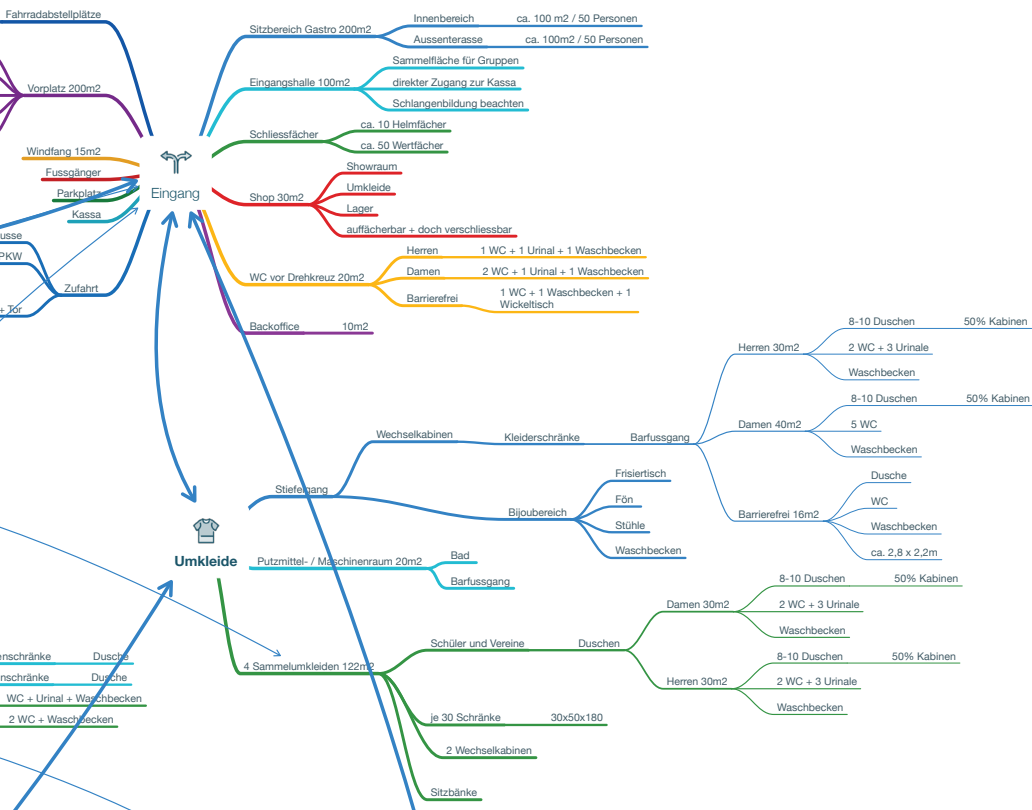 Fahrradabstellplätze
Vorplatz 200m2
Windfang 15m2
Fussgänger
Parkplatz
Kassa
usse
PKW
Zufahrt
+ Tor
Eingang
Sitzbereich Gastro 200m2
Innenbereich
ca. 100 m2 / 50 Personen
Aussenterasse
ca. 100m2 / 50 Personen
Eingangshalle 100m2
Sammelfläche für Gruppen
direkter Zugang zur Kassa
Schlangenbildung beachten
Schliessfächer
ca. 10 Helmfächer
ca. 50 Wertfächer
Shop 30m2
Showraum
Umkleide
Lager
auffächerbar + doch verschliessbar
WC vor Drehkreuz 20m2
Herren
1 WC + 1 Urinal + 1 Waschbecken
Damen
2 WC + 1 Urinal + 1 Waschbecken
Barrierefrei
1 WC + 1 Waschbecken + 1
Wickeltisch
Backoffice
10m2
Umkleide
Stiefelgang
Wechselkabinen
Kleiderschränke
Barfussgang
Herren 30m2
8-10 Duschen
50% Kabinen
2 WC + 3 Urinale
Waschbecken
Damen 40m2
8-10 Duschen
50% Kabinen
5 WC
Waschbecken
Barrierefrei 16m2
Dusche
WC
Waschbecken
ca. 2,8 x 2,2m
Bijoubereich
Frisiertisch
Fön
Stühle
Waschbecken
Putzmittel- / Maschinenraum 20m2
Bad
Barfussgang
4 Sammelumkleiden 122m2
Schüler und Vereine
Duschen
Damen 30m2
8-10 Duschen
50% Kabinen
2 WC + 3 Urinale
Waschbecken
Herren 30m2
8-10 Duschen
50% Kabinen
2 WC + 3 Urinale
Waschbecken
je 30 Schränke
30x50x180
2 Wechselkabinen
Sitzbänke
enschränke
Dusche
nschränke
Dusche
WC + Urinal + Waschbecken
2 WC + Waschbecken